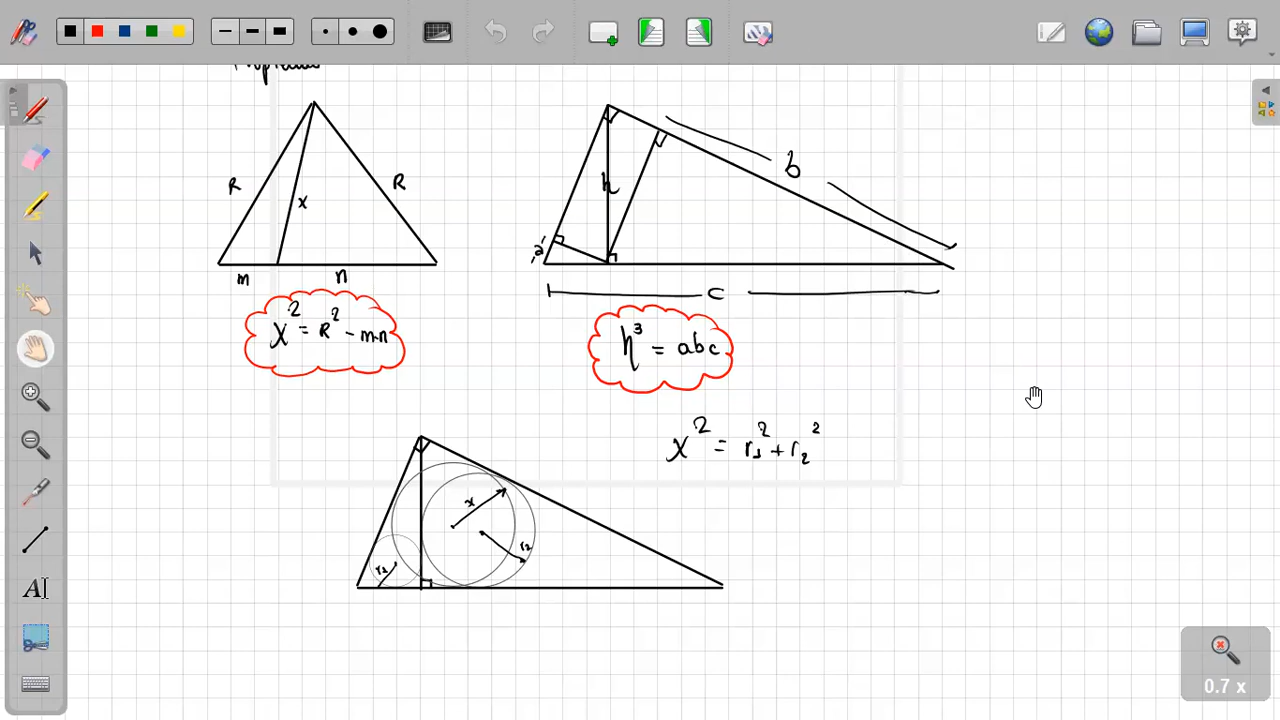 R
x
R
m
n
x² = R² - mn
h
b
a
c
h³ = abc
x² = r₁² + r₂²
x
r₂
r₁
A
0.7 x